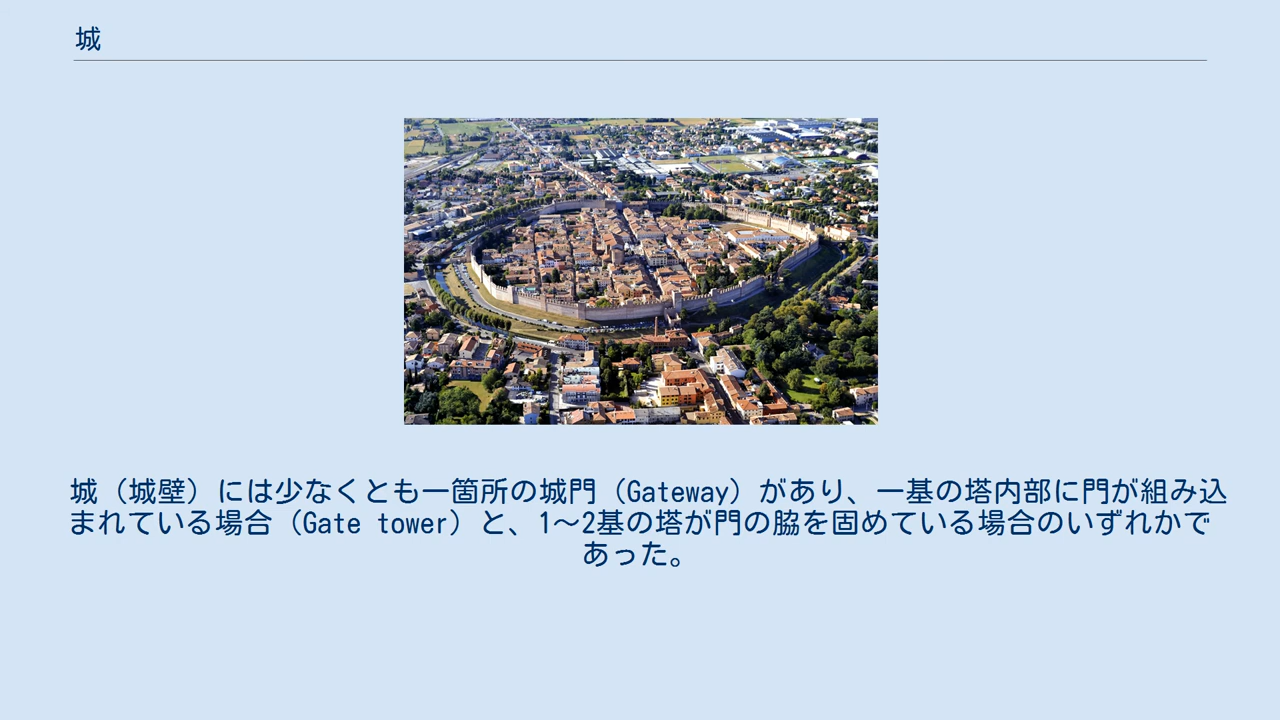 城
城（城壁）には少なくとも一箇所の城門（Gateway）があり、一基の塔内部に門が組み込
まれている場合（Gate tower）と、1～2基の塔が門の脇を固めている場合のいずれかで
あった。